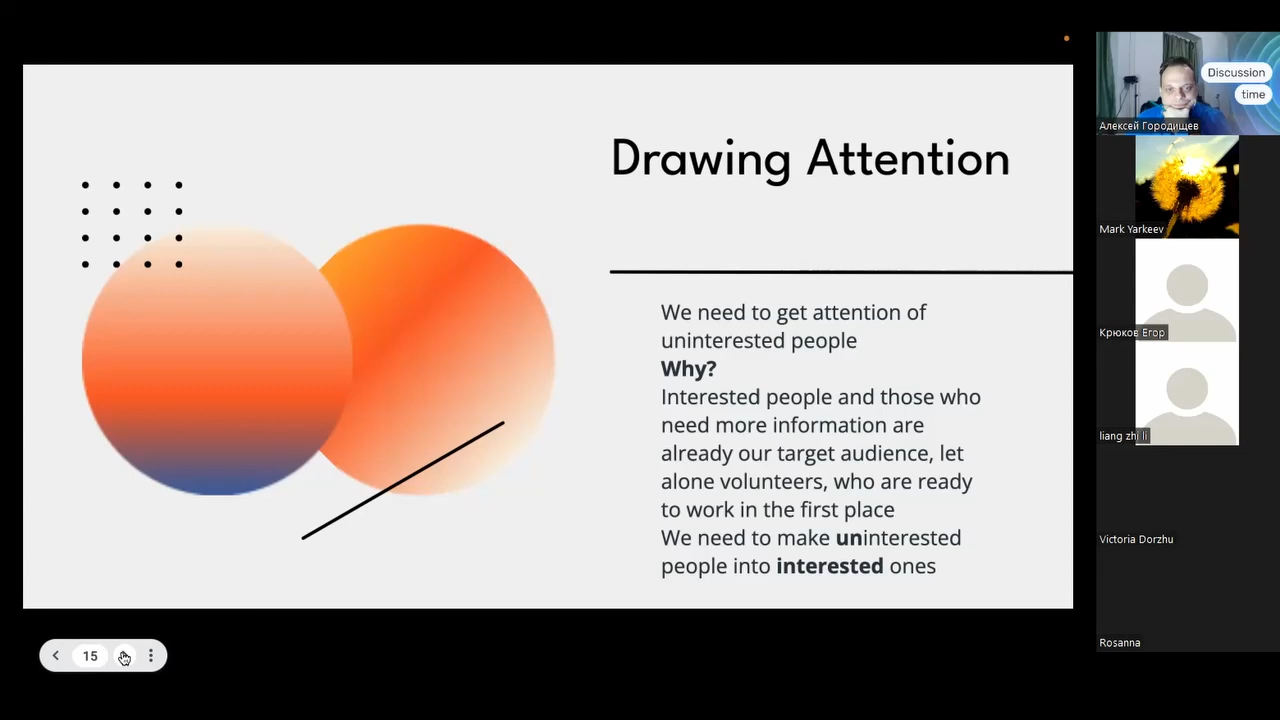 Drawing Attention
We need to get attention of
uninterested people
Why?
Interested people and those who
need more information are
already our target audience, let
alone volunteers, who are ready
to work in the first place
We need to make uninterested
people into interested ones
15
Discussion
time
Алексей Городищев
Mark Yarkeev
Крюков Егор
liang zhi li
Victoria Dorzhu
Rosanna